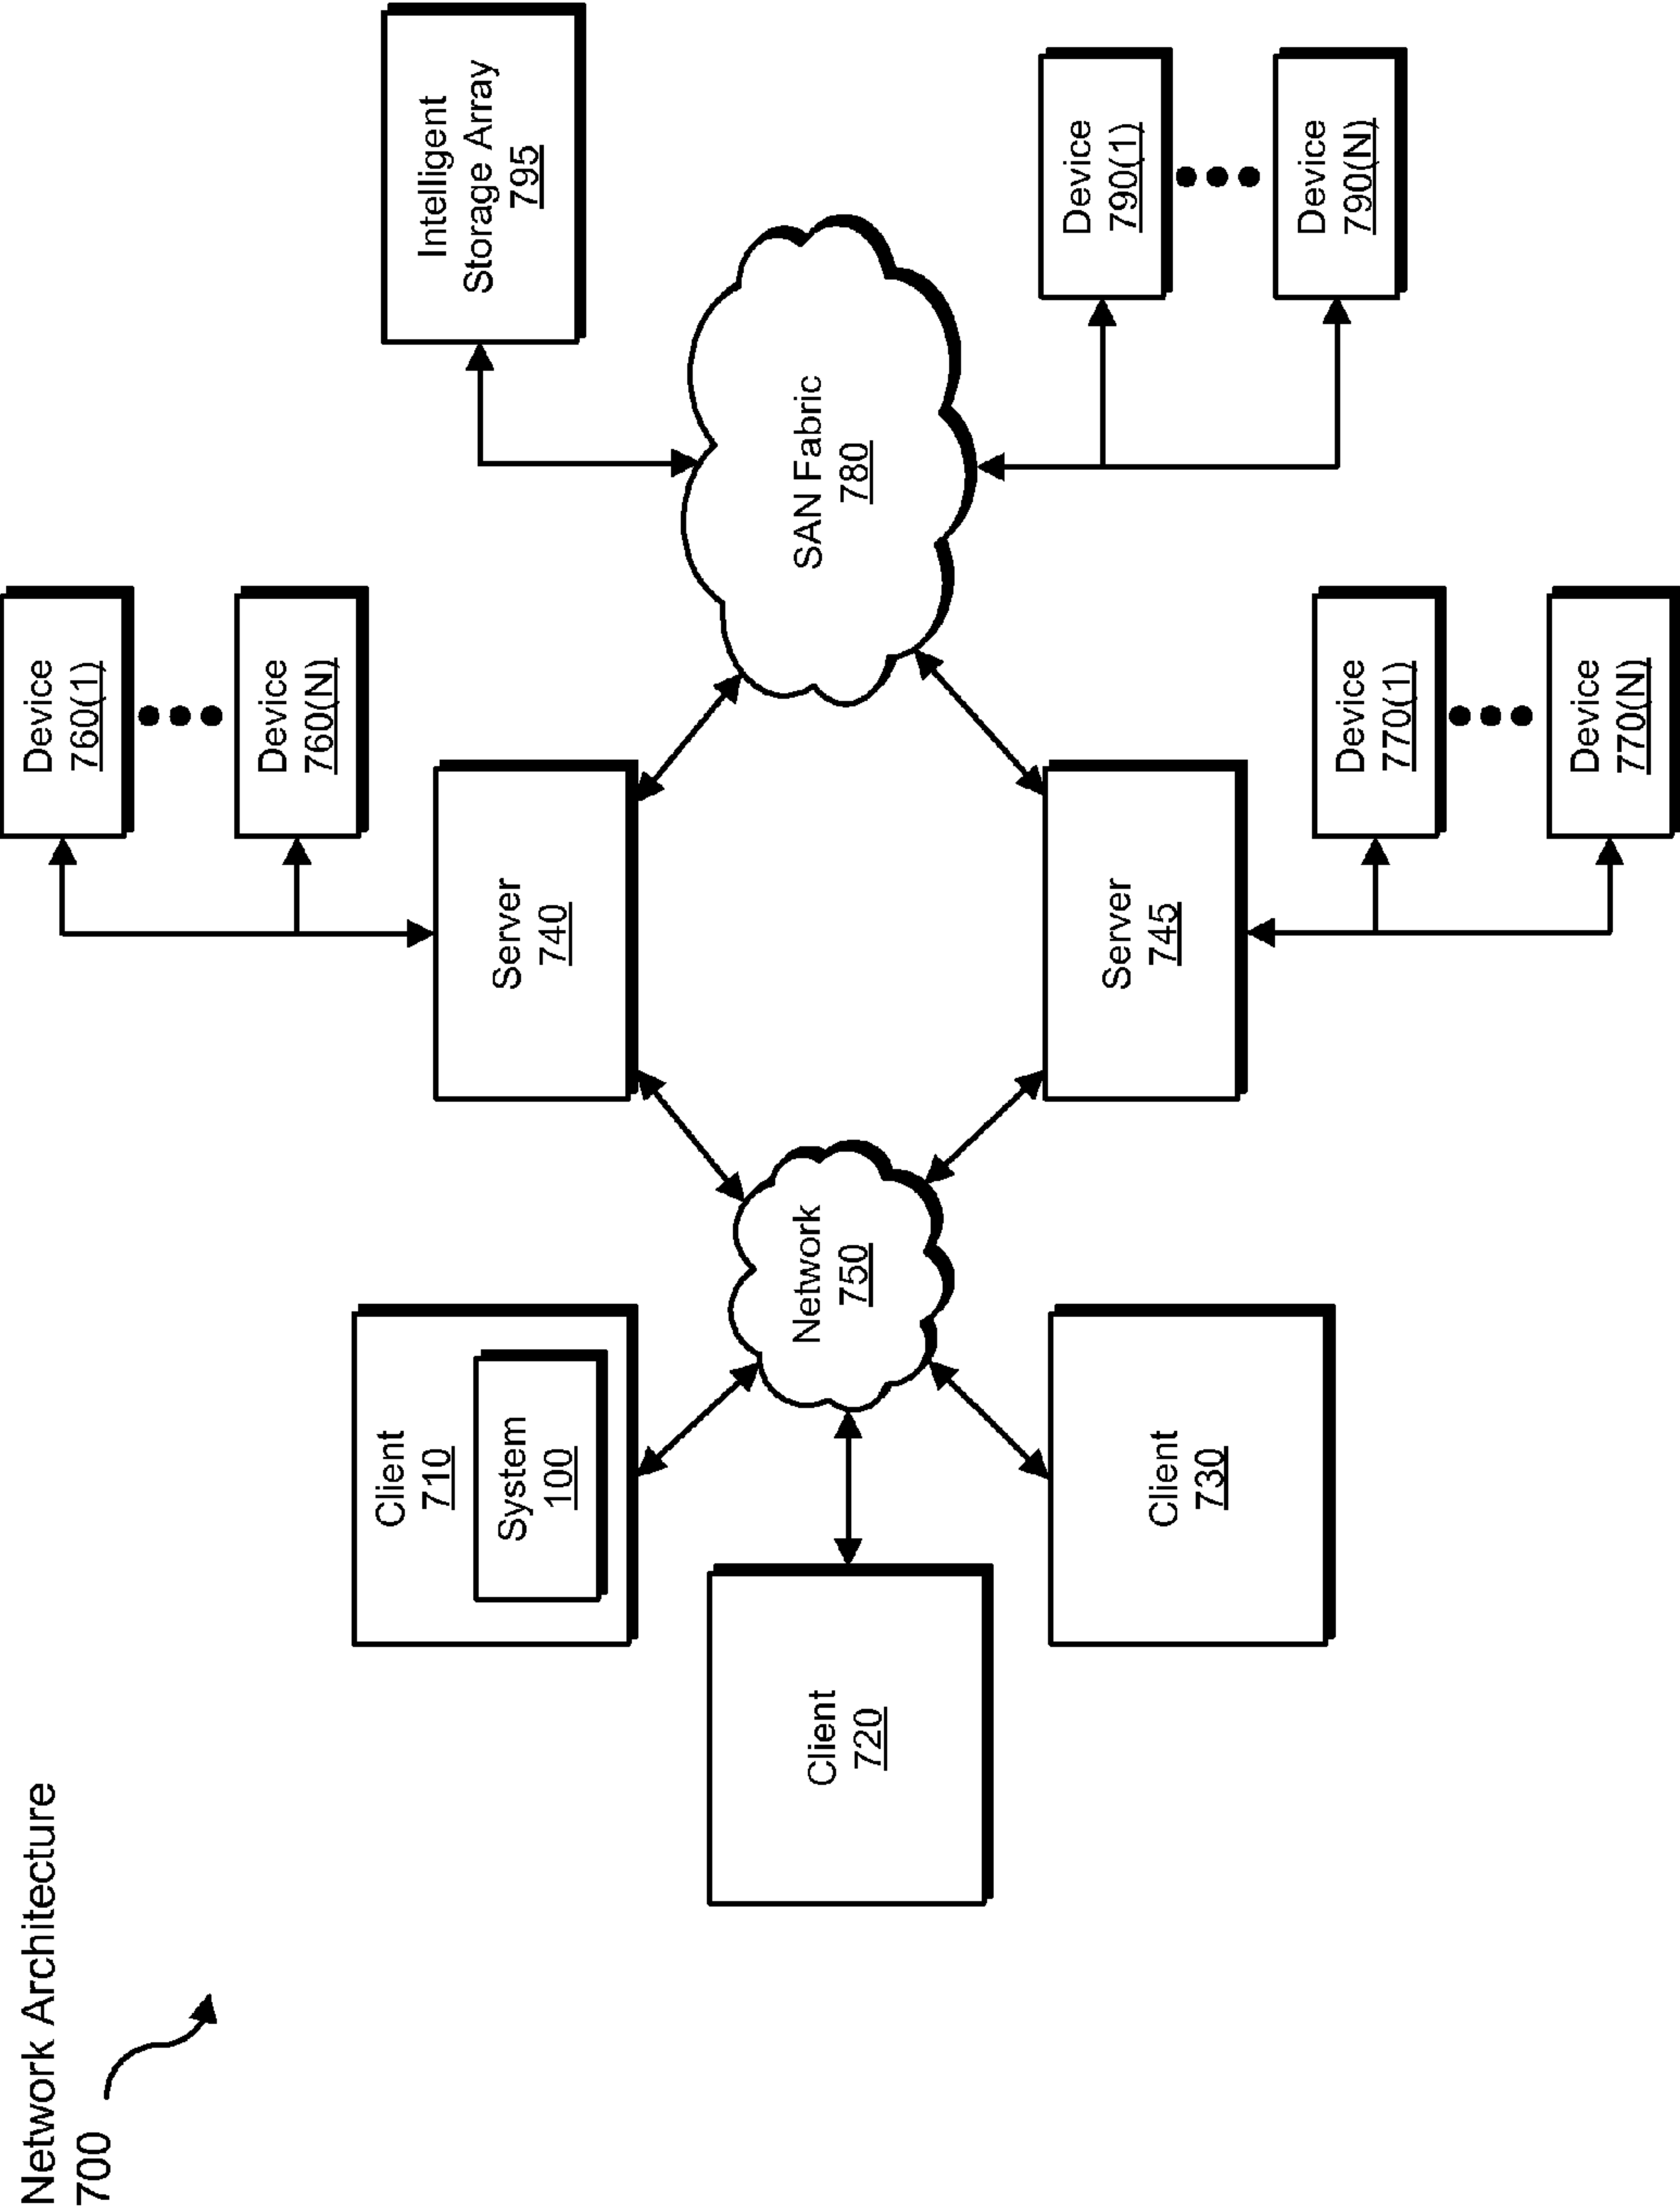 Network Architecture
700
Client
710
System
100
Client
720
Client
730
Network
750
Device
760(1)
Device
760(N)
Server
740
Server
745
Device
770(1)
Device
770(N)
SAN Fabric
780
Intelligent
Storage Array
795
Device
790(1)
Device
790(N)